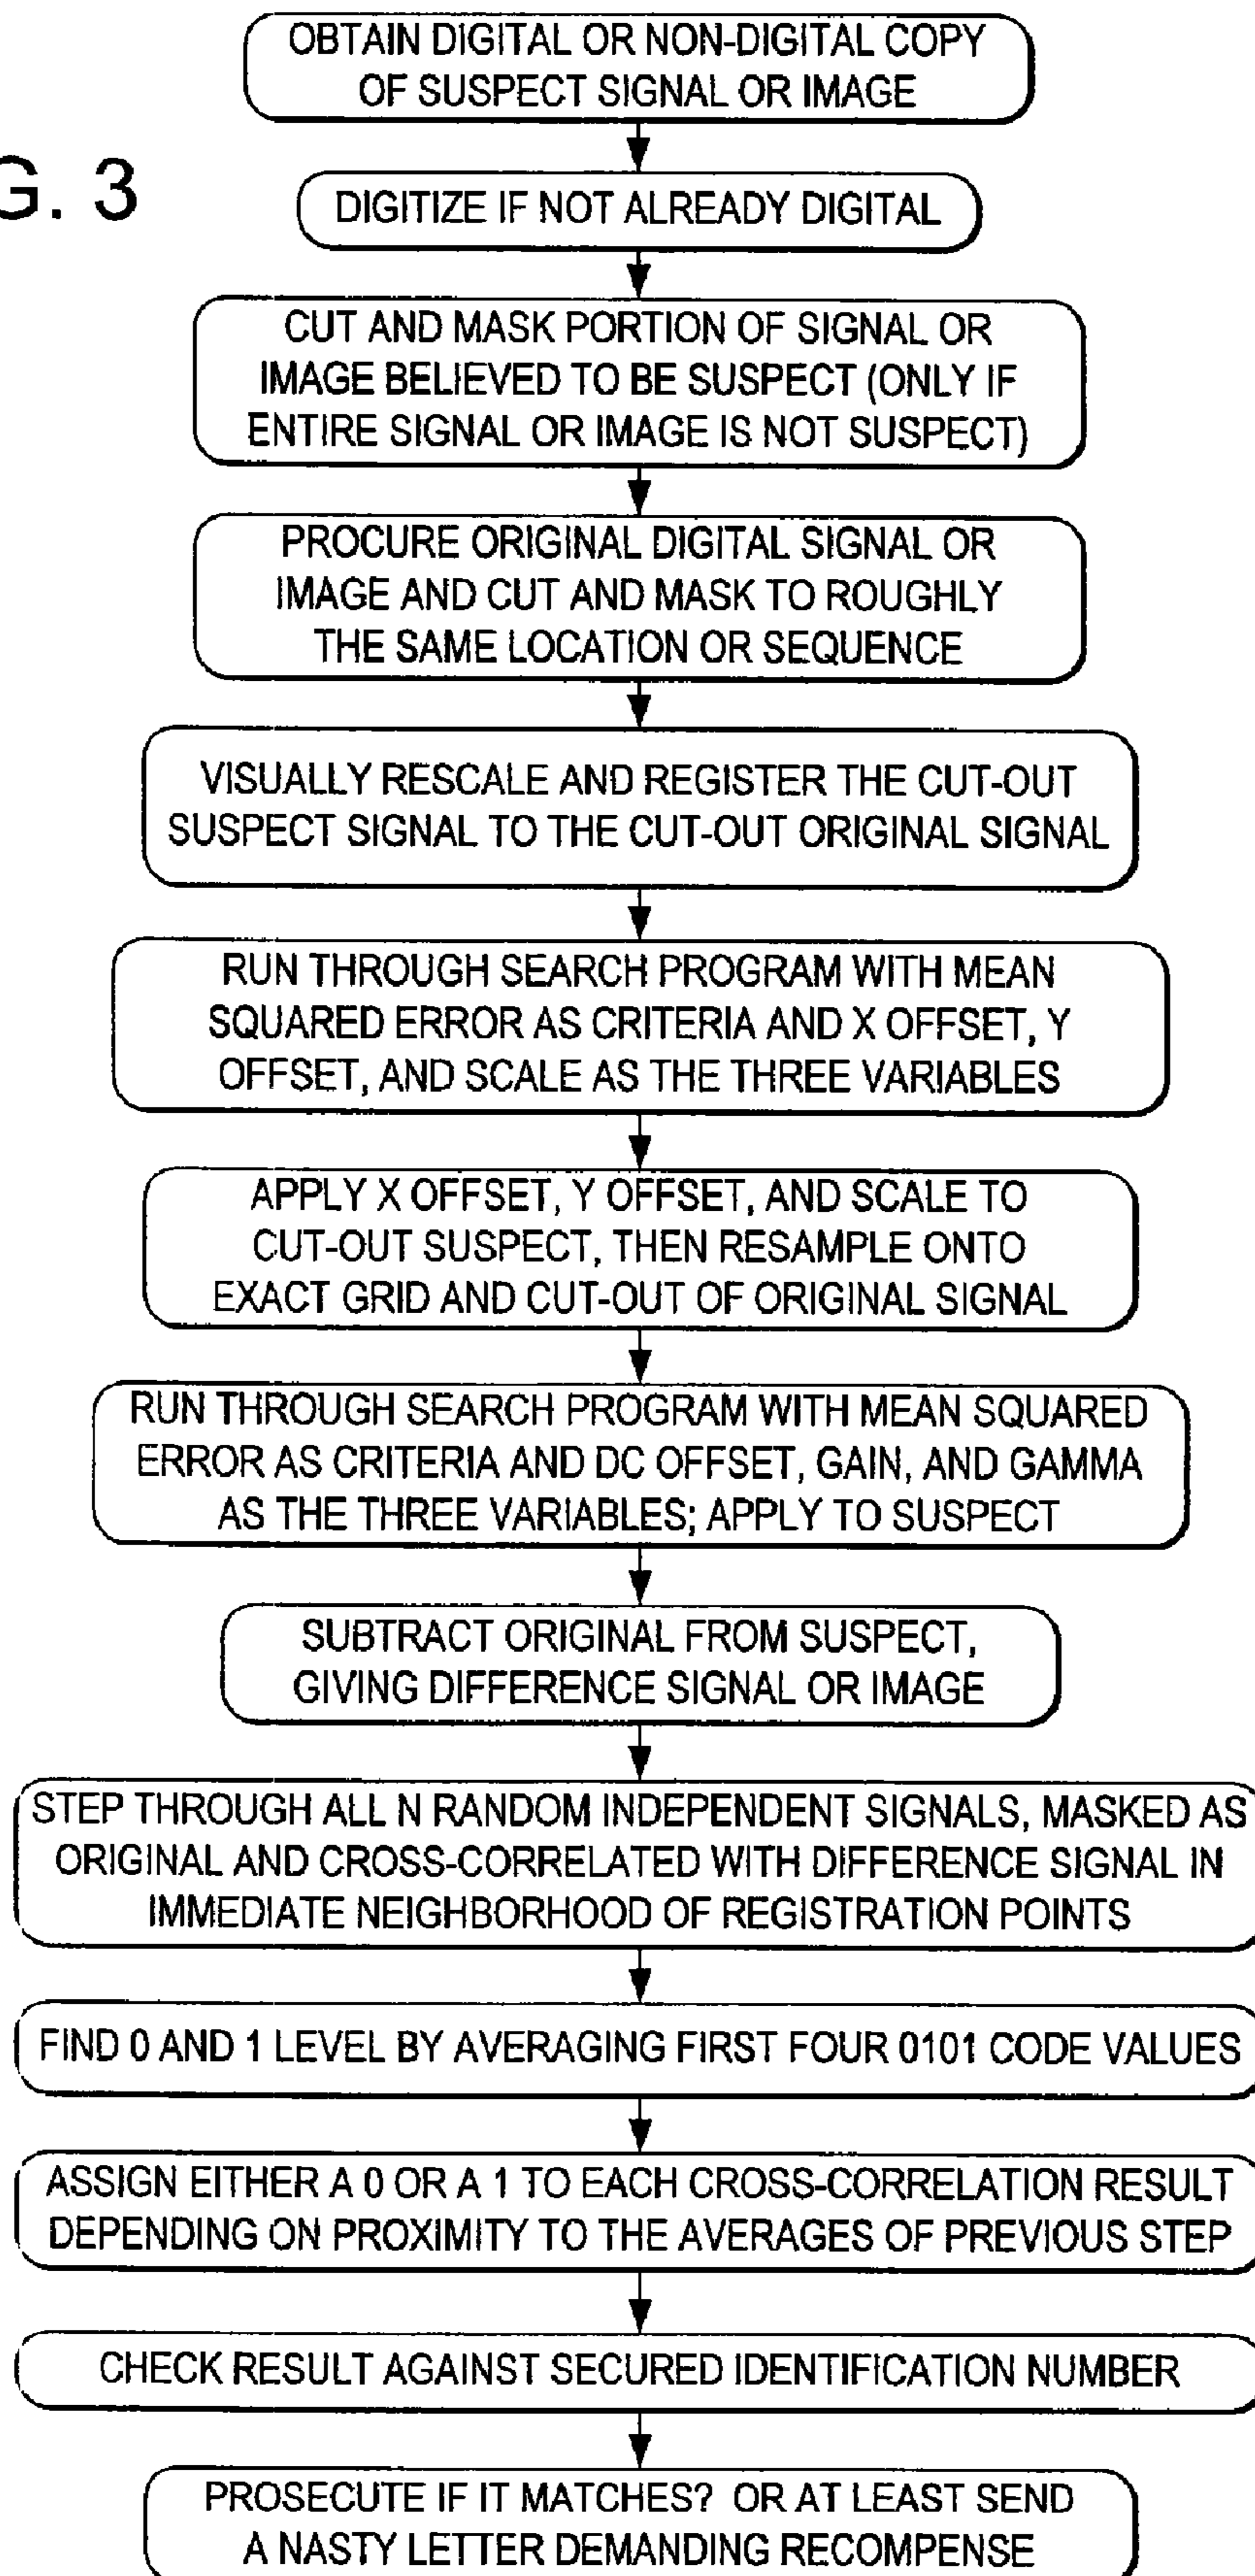 OBTAIN DIGITAL OR NON-DIGITAL COPY
OF SUSPECT SIGNAL OR IMAGE
G. 3
DIGITIZE IF NOT ALREADY DIGITAL
CUT AND MASK PORTION OF SIGNAL OR
IMAGE BELIEVED TO BE SUSPECT (ONLY IF
ENTIRE SIGNAL OR IMAGE IS NOT SUSPECT)
PROCURE ORIGINAL DIGITAL SIGNAL OR
IMAGE AND CUT AND MASK TO ROUGHLY
THE SAME LOCATION OR SEQUENCE
VISUALLY RESCALE AND REGISTER THE CUT-OUT
SUSPECT SIGNAL TO THE CUT-OUT ORIGINAL SIGNAL
RUN THROUGH SEARCH PROGRAM WITH MEAN
SQUARED ERROR AS CRITERIA AND X OFFSET, Y
OFFSET, AND SCALE AS THE THREE VARIABLES
APPLY X OFFSET, Y OFFSET, AND SCALE TO
CUT-OUT SUSPECT, THEN RESAMPLE ONTO
EXACT GRID AND CUT-OUT OF ORIGINAL SIGNAL
RUN THROUGH SEARCH PROGRAM WITH MEAN SQUARED
ERROR AS CRITERIA AND DC OFFSET, GAIN, AND GAMMA
AS THE THREE VARIABLES; APPLY TO SUSPECT
SUBTRACT ORIGINAL FROM SUSPECT,
GIVING DIFFERENCE SIGNAL OR IMAGE
STEP THROUGH ALL N RANDOM INDEPENDENT SIGNALS, MASKED AS
ORIGINAL AND CROSS-CORRELATED WITH DIFFERENCE SIGNAL IN
IMMEDIATE NEIGHBORHOOD OF REGISTRATION POINTS
FIND 0 AND 1 LEVEL BY AVERAGING FIRST FOUR 0101 CODE VALUES
ASSIGN EITHER A 0 OR A 1 TO EACH CROSS-CORRELATION RESULT
DEPENDING ON PROXIMITY TO THE AVERAGES OF PREVIOUS STEP
CHECK RESULT AGAINST SECURED IDENTIFICATION NUMBER
PROSECUTE IF IT MATCHES? OR AT LEAST SEND
A NASTY LETTER DEMANDING RECOMPENSE